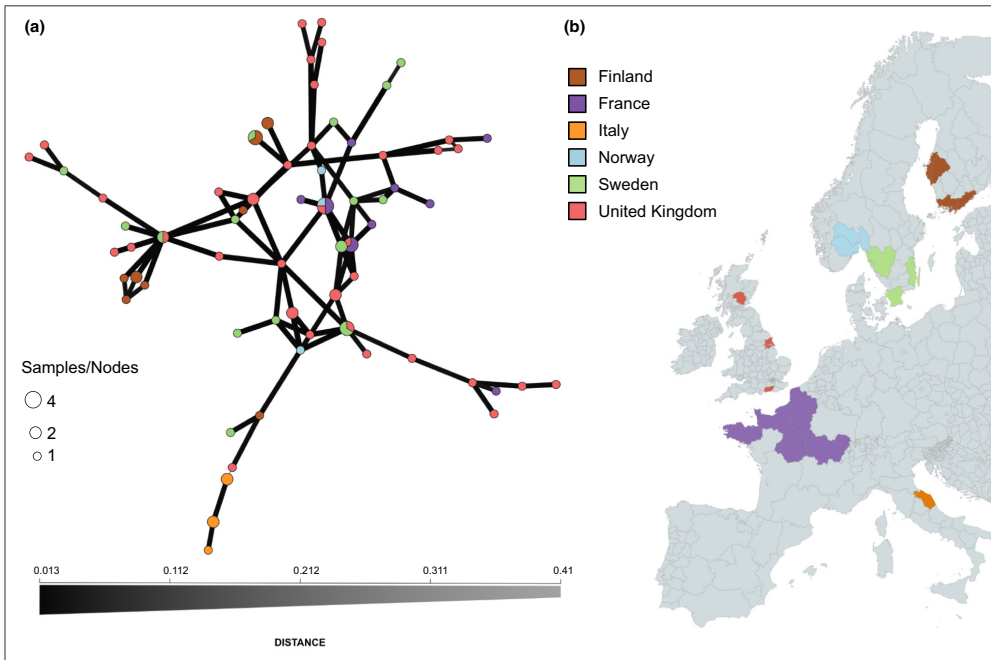 (a)
(b)
Finland
France
Italy
Norway
Sweden
United Kingdom
Samples/Nodes
4
2
1
0.013 0.112 0.212 0.311 0.41
DISTANCE